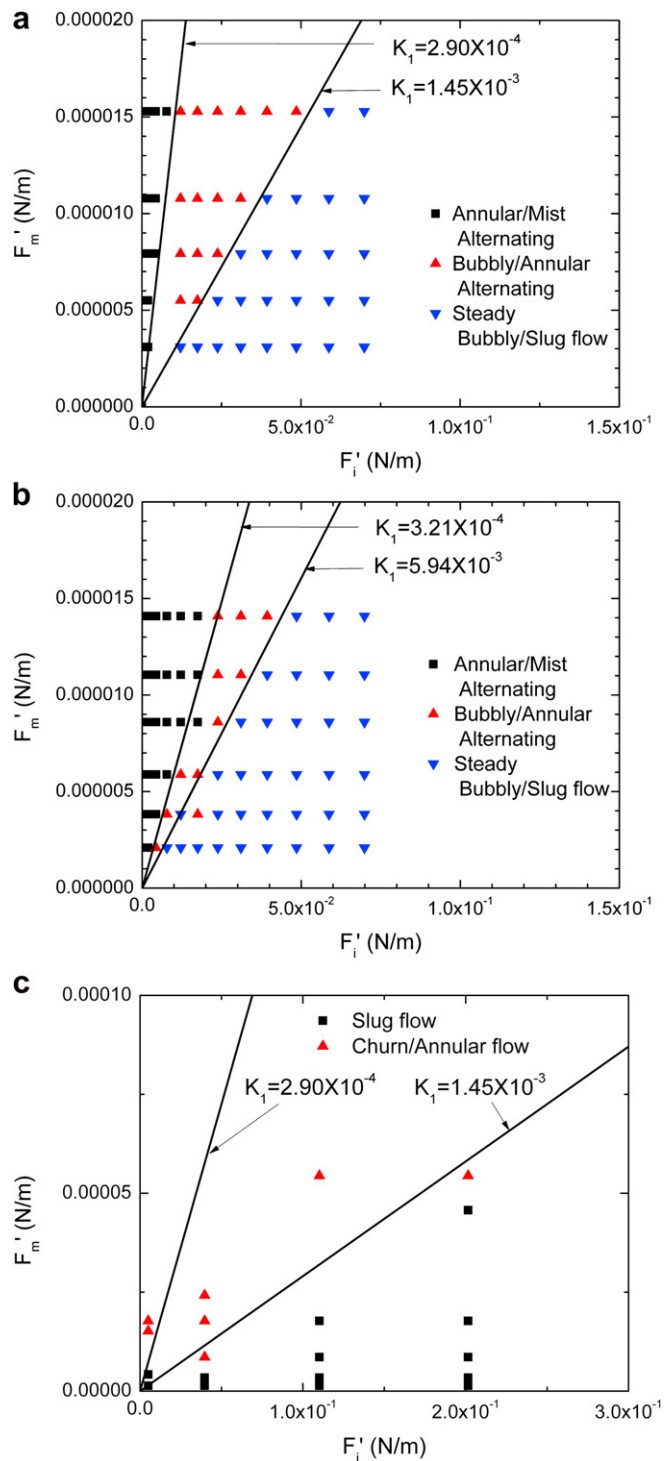 a
0.000020
0.000015
0.000010
0.000005
0.000000
Fm' (N/m)
K1=2.90X10-4
K1=1.45X10-3
Annular/Mist
Alternating
Bubbly/Annular
Alternating
Steady
Bubbly/Slug flow
0.0 5.0x10-2 1.0x10-1 1.5x10-1
Fi' (N/m)
b
0.000020
0.000015
0.000010
0.000005
0.000000
Fm' (N/m)
K1=3.21X10-4
K1=5.94X10-3
Annular/Mist
Alternating
Bubbly/Annular
Alternating
Steady
Bubbly/Slug flow
0.0 5.0x10-2 1.0x10-1 1.5x10-1
Fi' (N/m)
c
0.00010
0.00005
0.00000
Fm' (N/m)
Slug flow
Churn/Annular flow
K1=2.90X10-4
K1=1.45X10-3
0.0 1.0x10-1 2.0x10-1 3.0x10-1
Fi' (N/m)